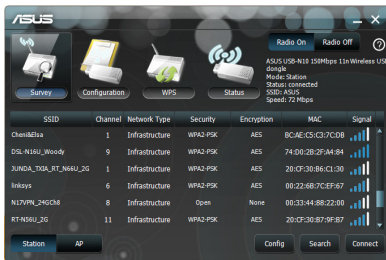 ASUS
Radio On Radio Off
ASUS USB-N10 150Mbps 11n Wireless USB
dongle
Mode: Station
Status: connected
SSID: ASUS
Speed: 72 Mbps
Survey Configuration WPS Status
SSID Channel Network Type Security Encryption MAC Signal
Cheni&Elsa 1 Infrastructure WPA2-PSK AES BC:AE:C5:C3:7C:DB
DSL-N16U_Woody 9 Infrastructure WPA2-PSK AES 74:D0:2B:2F:A4:84
JUNDA_TXIA_RT_N66U_2G 1 Infrastructure WPA2-PSK AES 20:CF:30:B6:C1:30
linksys 6 Infrastructure WPA2-PSK AES 00:22:6B:7C:EF:67
N17VPN_24GCh8 8 Infrastructure Open None 00:33:44:88:22:00
RT-N56U_2G 11 Infrastructure WPA2-PSK AES 20:CF:30:B7:9F:B7
Station AP Config Search Connect